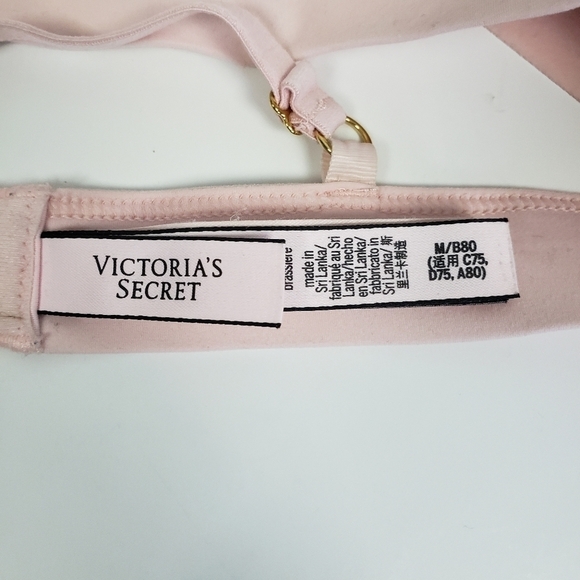 VICTORIA'S
SECRET
brassiere
made in
Sri Lanka/
fabriqué au Sri
Lanka/hecho
en Sri Lanka/
fabbricato in
Sri Lanka/ 斯
里兰卡制造
M/B80
(适用 C75,
D75, A80)